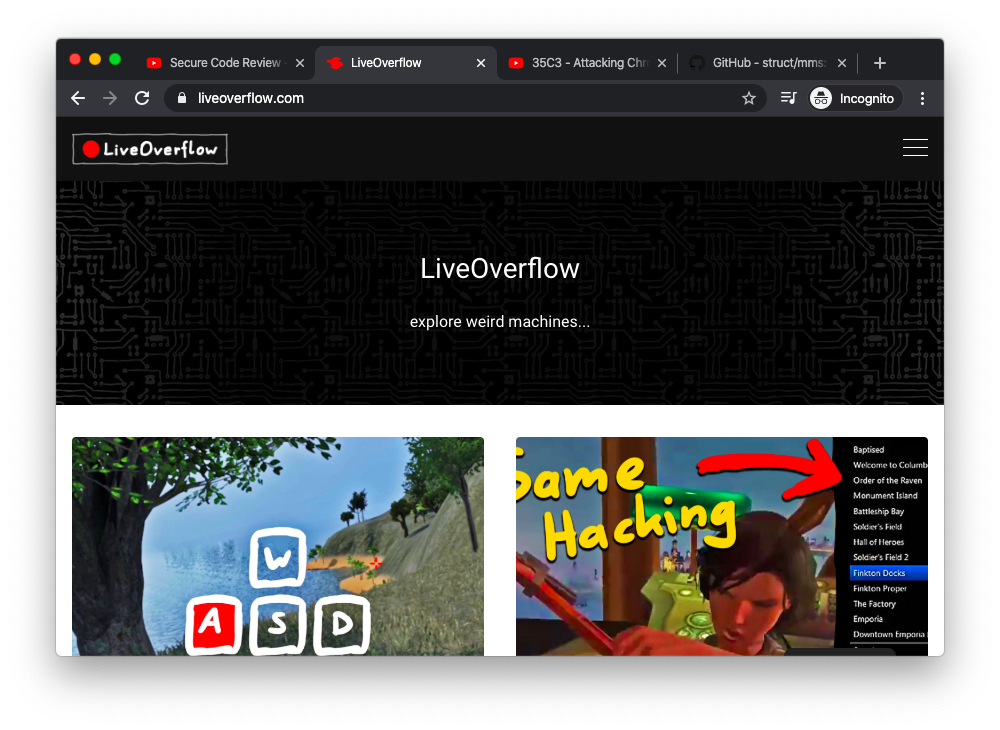 Secure Code Review
LiveOverflow
35C3 - Attacking Chr
GitHub - struct/mms
liveoverflow.com
Incognito
LiveOverflow
LiveOverflow
explore weird machines...
W
A S D
Game
Hacking
Baptised
Welcome to Columb
Order of the Raven
Monument Island
Battleship Bay
Soldier's Field
Hall of Heroes
Soldier's Field 2
Finkton Docks
Finkton Proper
The Factory
Emporia
Downtown Emporia